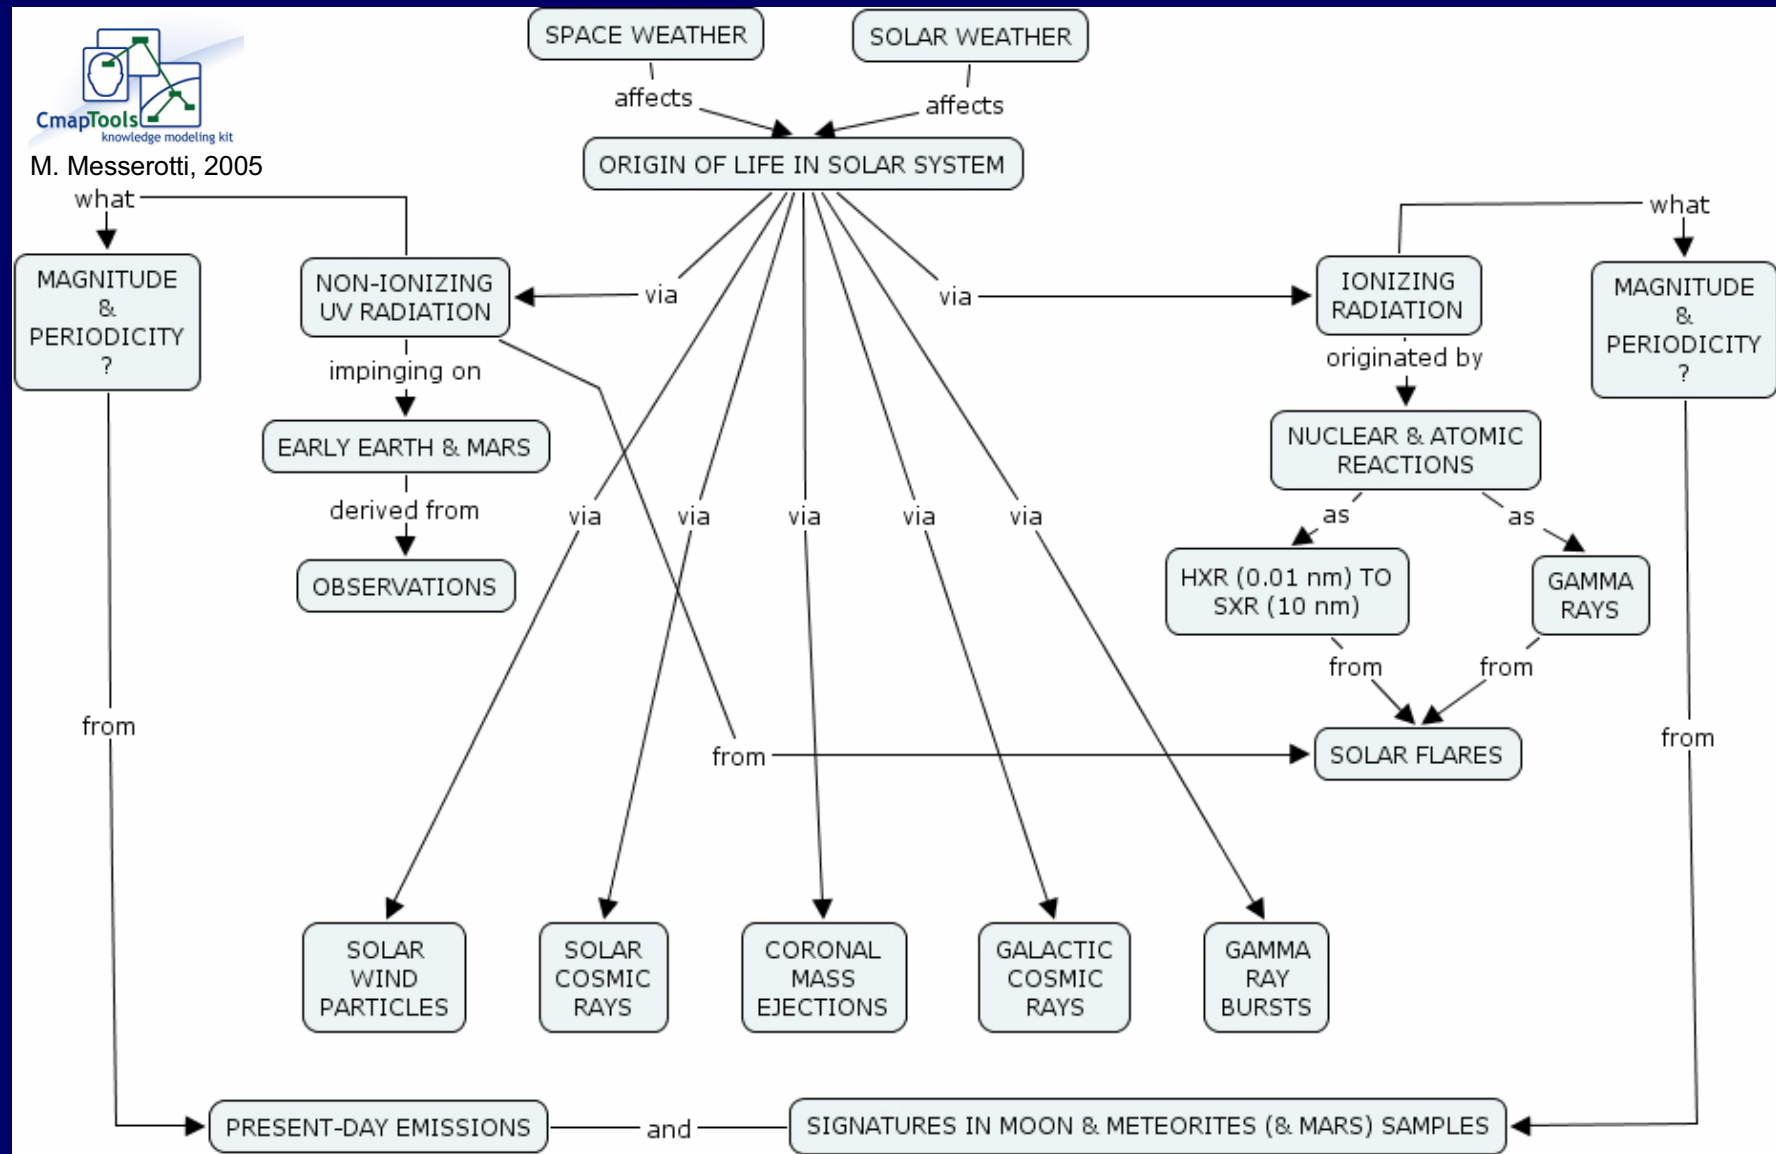 SPACE WEATHER
SOLAR WEATHER
CmapTools
knowledge modeling kit
M. Messerotti, 2005
affects
affects
ORIGIN OF LIFE IN SOLAR SYSTEM
what
what
MAGNITUDE
&
PERIODICITY
?
NON-IONIZING
UV RADIATION
via
via
IONIZING
RADIATION
MAGNITUDE
&
PERIODICITY
?
impinging on
originated by
EARLY EARTH & MARS
NUCLEAR & ATOMIC
REACTIONS
derived from
via
via
via
via
via
as
as
OBSERVATIONS
HXR (0.01 nm) TO
SXR (10 nm)
GAMMA
RAYS
from
from
from
from
from
SOLAR FLARES
SOLAR
WIND
PARTICLES
SOLAR
COSMIC
RAYS
CORONAL
MASS
EJECTIONS
GALACTIC
COSMIC
RAYS
GAMMA
RAY
BURSTS
PRESENT-DAY EMISSIONS
and
SIGNATURES IN MOON & METEORITES (& MARS) SAMPLES